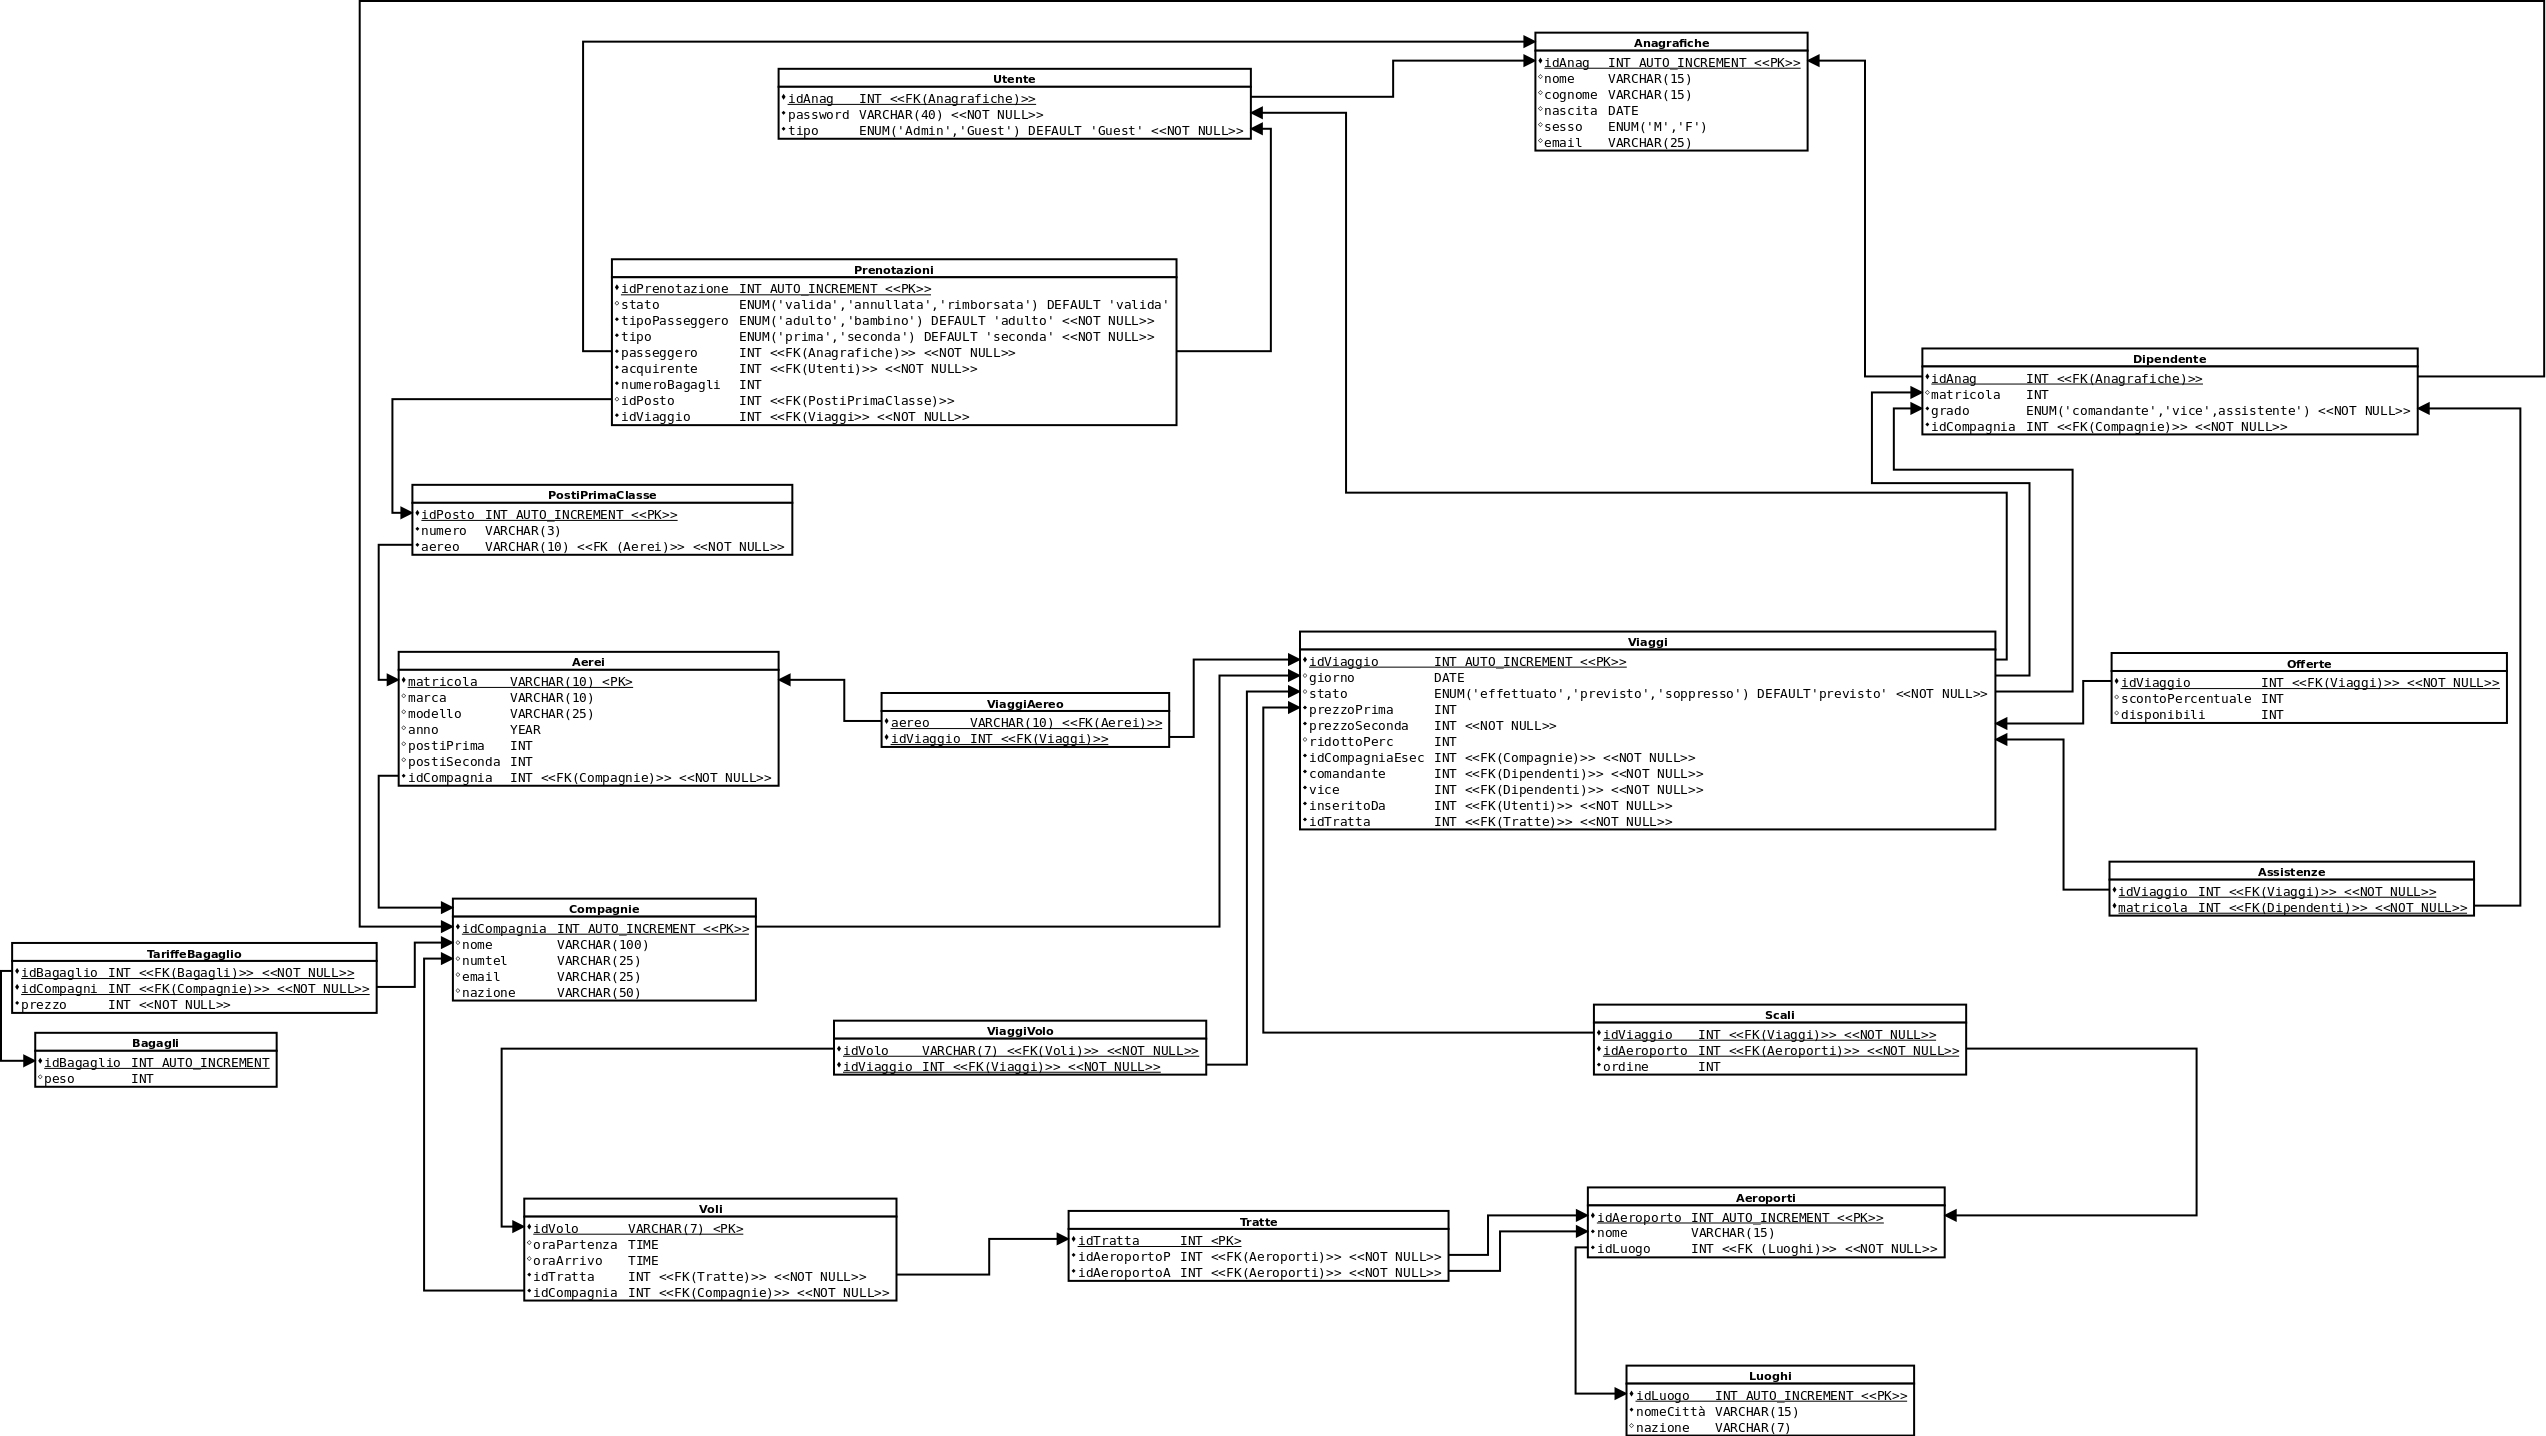 Anagrafiche
idAnag INT AUTO_INCREMENT <<PK>>
nome VARCHAR(15)
cognome VARCHAR(15)
nascita DATE
sesso ENUM('M','F')
email VARCHAR(25)
Utente
idAnag INT <<FK(Anagrafiche)>>
password VARCHAR(40) <<NOT NULL>>
tipo ENUM('Admin','Guest') DEFAULT 'Guest' <<NOT NULL>>
Prenotazioni
idPrenotazione INT AUTO_INCREMENT <<PK>>
stato ENUM('valida','annullata','rimborsata') DEFAULT 'valida'
tipoPasseggero ENUM('adulto','bambino') DEFAULT 'adulto' <<NOT NULL>>
tipo ENUM('prima','seconda') DEFAULT 'seconda' <<NOT NULL>>
passeggero INT <<FK(Anagrafiche)>> <<NOT NULL>>
acquirente INT <<FK(Utenti)>> <<NOT NULL>>
numeroBagagli INT
idPosto INT <<FK(PostiPrimaClasse)>>
idViaggio INT <<FK(Viaggi>> <<NOT NULL>>
Dipendente
idAnag INT <<FK(Anagrafiche)>>
matricola INT
grado ENUM('comandante','vice',assistente') <<NOT NULL>>
idCompagnia INT <<FK(Compagnie)>> <<NOT NULL>>
PostiPrimaClasse
idPosto INT AUTO_INCREMENT <<PK>>
numero VARCHAR(3)
aereo VARCHAR(10) <<FK (Aerei)>> <<NOT NULL>>
Aerei
matricola VARCHAR(10) <PK>
marca VARCHAR(10)
modello VARCHAR(25)
anno YEAR
postiPrima INT
postiSeconda INT
idCompagnia INT <<FK(Compagnie)>> <<NOT NULL>>
ViaggiAereo
aereo VARCHAR(10) <<FK(Aerei)>>
idViaggio INT <<FK(Viaggi)>>
Viaggi
idViaggio INT AUTO_INCREMENT <<PK>>
giorno DATE
stato ENUM('effettuato','previsto','soppresso') DEFAULT'previsto' <<NOT NULL>>
prezzoPrima INT
prezzoSeconda INT <<NOT NULL>>
ridottoPerc INT
idCompagniaEsec INT <<FK(Compagnie)>> <<NOT NULL>>
comandante INT <<FK(Dipendenti)>> <<NOT NULL>>
vice INT <<FK(Dipendenti)>> <<NOT NULL>>
inseritoDa INT <<FK(Utenti)>> <<NOT NULL>>
idTratta INT <<FK(Tratte)>> <<NOT NULL>>
Offerte
idViaggio INT <<FK(Viaggi)>> <<NOT NULL>>
scontoPercentuale INT
disponibili INT
Assistenze
idViaggio INT <<FK(Viaggi)>> <<NOT NULL>>
matricola INT <<FK(Dipendenti)>> <<NOT NULL>>
Compagnie
idCompagnia INT AUTO_INCREMENT <<PK>>
nome VARCHAR(100)
numtel VARCHAR(25)
email VARCHAR(25)
nazione VARCHAR(50)
TariffeBagaglio
idBagaglio INT <<FK(Bagagli)>> <<NOT NULL>>
idCompagni INT <<FK(Compagnie)>> <<NOT NULL>>
prezzo INT <<NOT NULL>>
Bagagli
idBagaglio INT AUTO_INCREMENT
peso INT
ViaggiVolo
idVolo VARCHAR(7) <<FK(Voli)>> <<NOT NULL>>
idViaggio INT <<FK(Viaggi)>> <<NOT NULL>>
Scali
idViaggio INT <<FK(Viaggi)>> <<NOT NULL>>
idAeroporto INT <<FK(Aeroporti)>> <<NOT NULL>>
ordine INT
Voli
idVolo VARCHAR(7) <PK>
oraPartenza TIME
oraArrivo TIME
idTratta INT <<FK(Tratte)>> <<NOT NULL>>
idCompagnia INT <<FK(Compagnie)>> <<NOT NULL>>
Tratte
idTratta INT <PK>
idAeroportoP INT <<FK(Aeroporti)>> <<NOT NULL>>
idAeroportoA INT <<FK(Aeroporti)>> <<NOT NULL>>
Aeroporti
idAeroporto INT AUTO_INCREMENT <<PK>>
nome VARCHAR(15)
idLuogo INT <<FK (Luoghi)>> <<NOT NULL>>
Luoghi
idLuogo INT AUTO_INCREMENT <<PK>>
nomeCittà VARCHAR(15)
nazione VARCHAR(7)